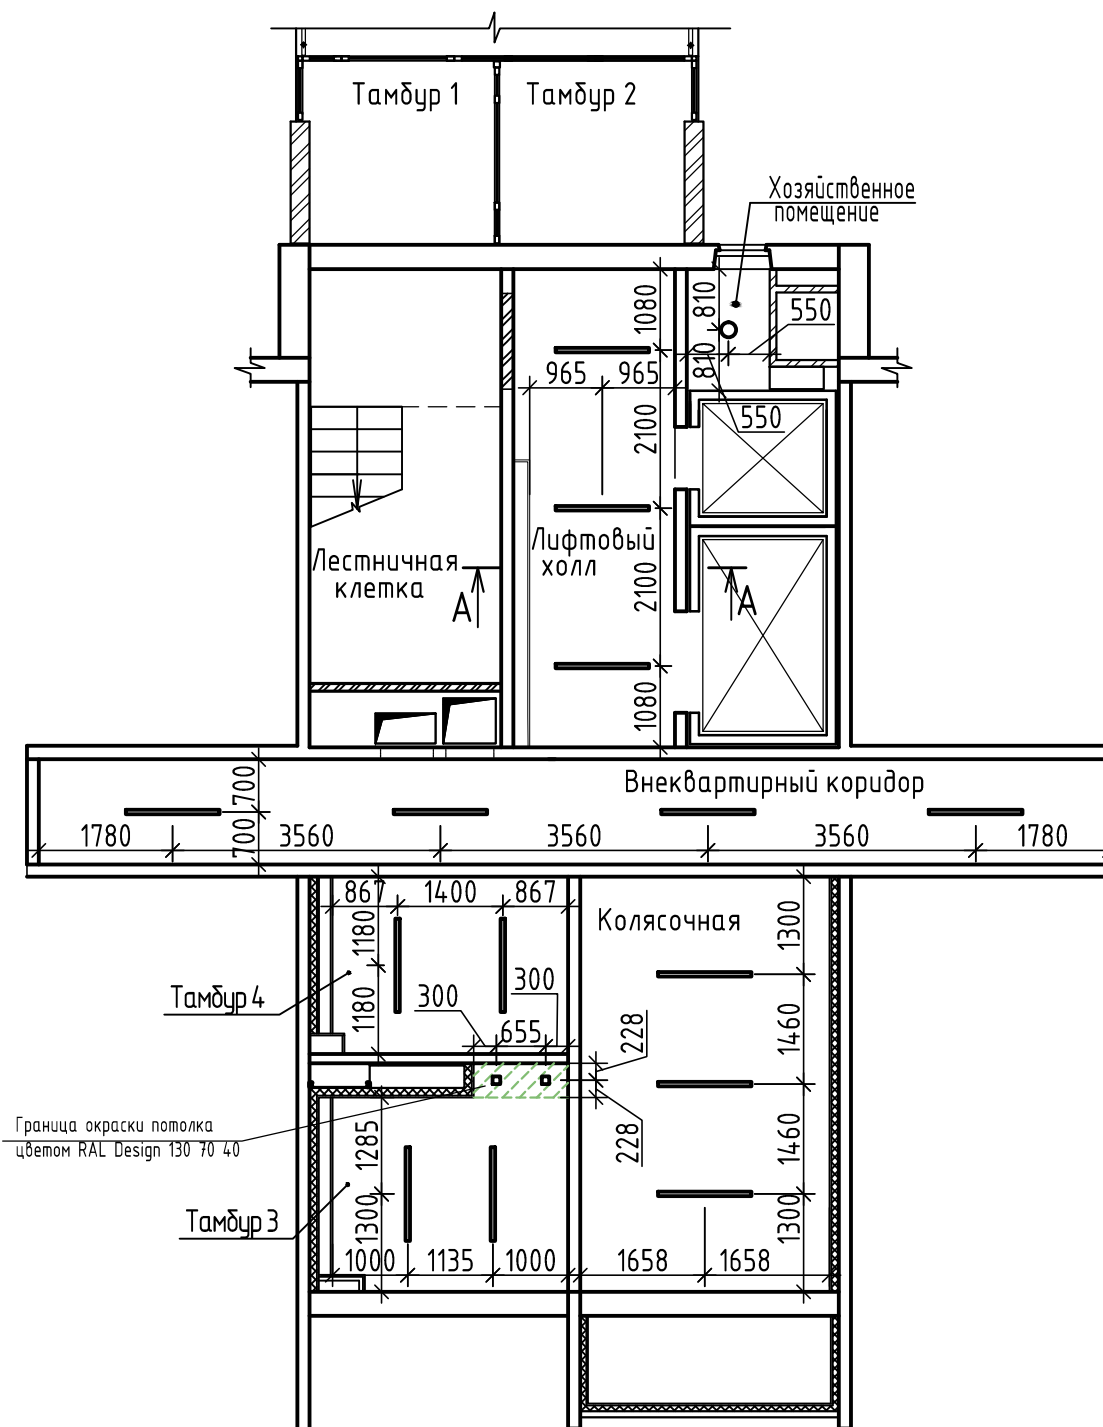 Тамбур 1
Тамбур 2
Хозяйственное
помещение
1080
810
550
810
965
965
550
2100
Лестничная
клетка
А
Лифтовый
холл
2100
А
1080
Внеквартирный коридор
700
700
1780
3560
3560
3560
1780
867
1400
867
Колясочная
1180
1180
1300
Тамбур 4
300
300
655
228
1460
Граница окраски потолка
цветом RAL Design 130 70 40
228
1285
1460
Тамбур 3
1300
1300
1000
1135
1000
1658
1658